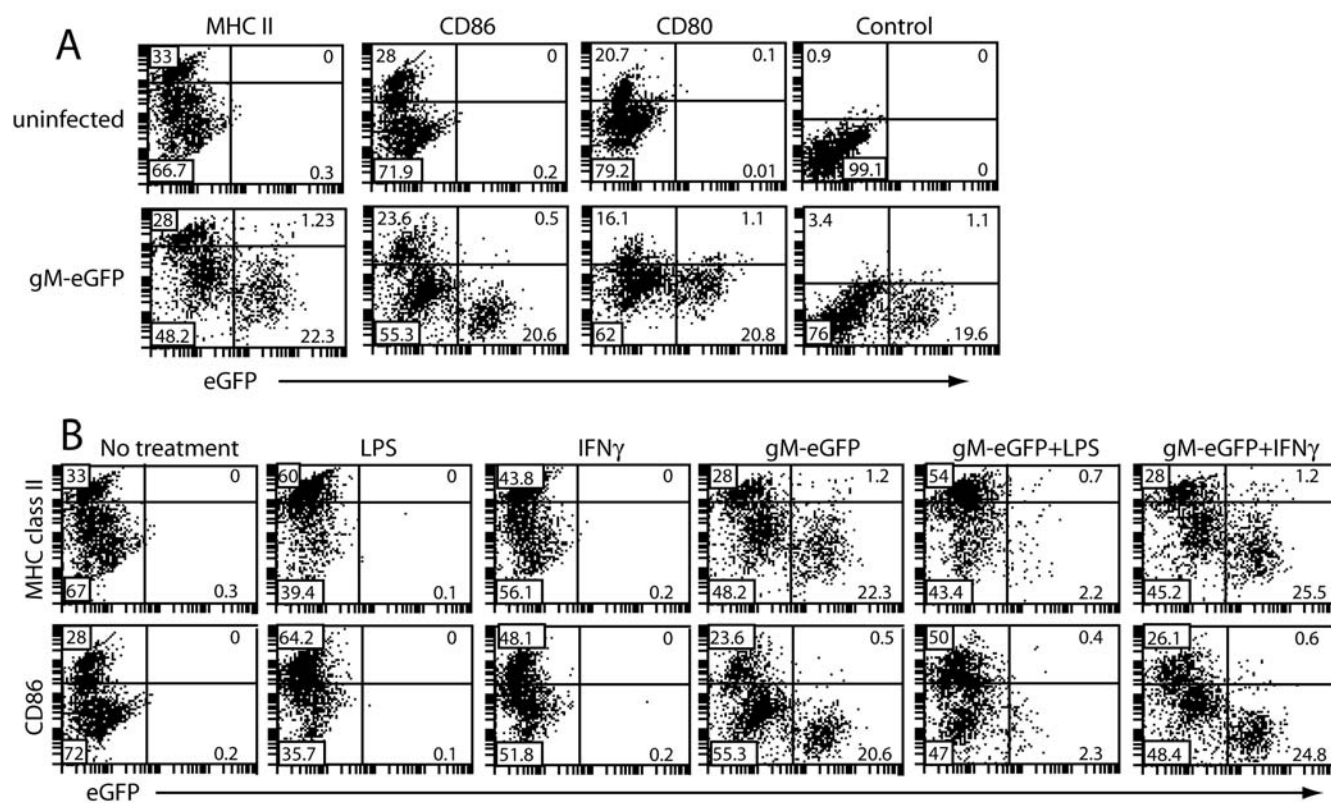 A
MHC II CD86 CD80 Control
uninfected
33 0 28 0 20.7 0.1 0.9 0
66.7 0.3 71.9 0.2 79.2 0.01 99.1 0
gM-eGFP
28 1.23 23.6 0.5 16.1 1.1 3.4 1.1
48.2 22.3 55.3 20.6 62 20.8 76 19.6
eGFP
B
No treatment LPS IFNγ gM-eGFP gM-eGFP+LPS gM-eGFP+IFNγ
MHC class II
33 0 60 0 43.8 0 28 1.2 54 0.7 28 1.2
67 0.3 39.4 0.1 56.1 0.2 48.2 22.3 43.4 2.2 45.2 25.5
CD86
28 0 64.2 0 48.1 0 23.6 0.5 50 0.4 26.1 0.6
72 0.2 35.7 0.1 51.8 0.2 55.3 20.6 47 2.3 48.4 24.8
eGFP